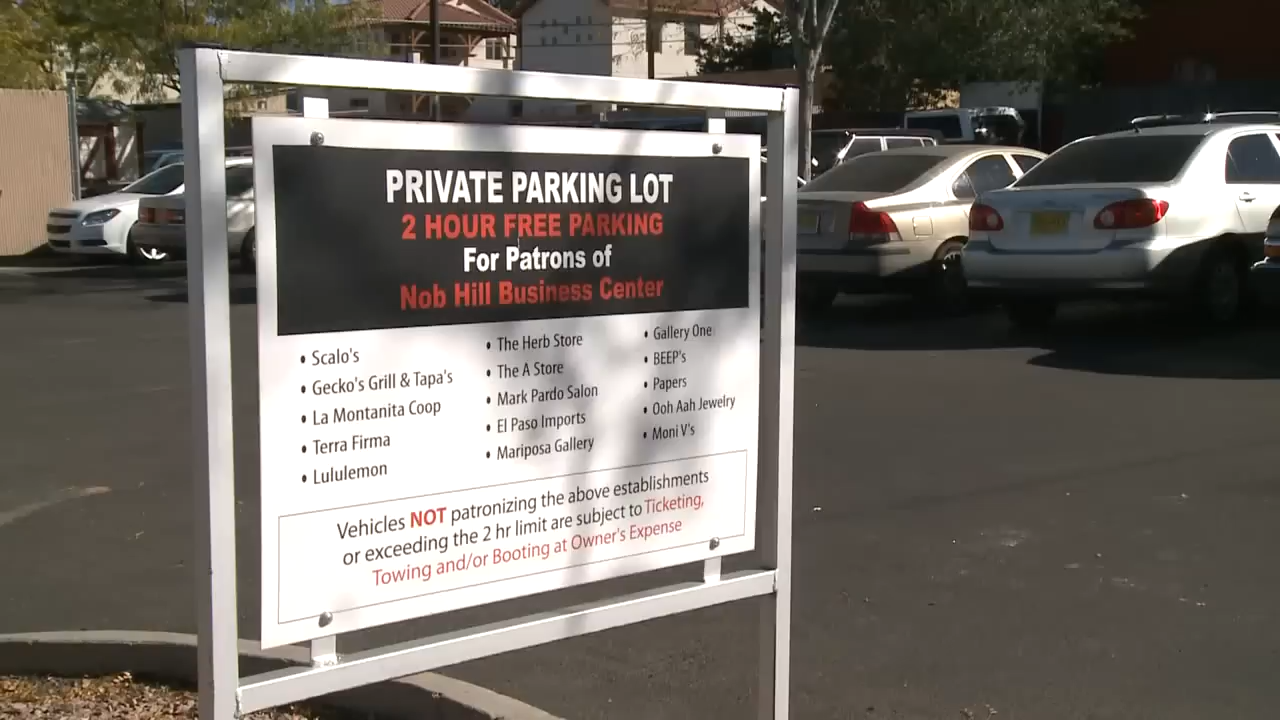 PRIVATE PARKING LOT
2 HOUR FREE PARKING
For Patrons of
Nob Hill Business Center
• Scalo's
• Gecko's Grill & Tapa's
• La Montanita Coop
• Terra Firma
• Lululemon
• The Herb Store
• The A Store
• Mark Pardo Salon
• El Paso Imports
• Mariposa Gallery
• Gallery One
• BEEP's
• Papers
• Ooh Aah Jewelry
• Moni V's
Vehicles NOT patronizing the above establishments
or exceeding the 2 hr limit are subject to Ticketing,
Towing and/or Booting at Owner's Expense